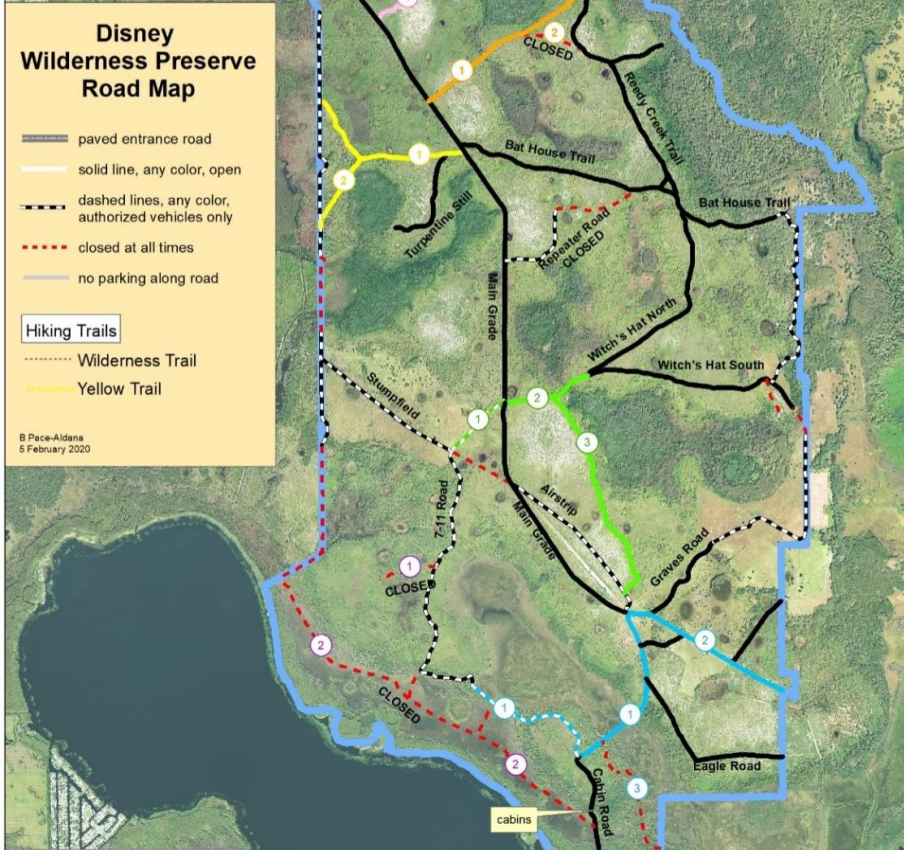 Disney
Wilderness Preserve
Road Map
paved entrance road
solid line, any color, open
dashed lines, any color,
authorized vehicles only
closed at all times
no parking along road
Hiking Trails
Wilderness Trail
Yellow Trail
B Pace-Aldana
5 February 2020
2
CLOSED
1
Reedy Creek Trail
Bat House Trail
1
2
Turpentine Still
Bat House Trail
Repeater Road
CLOSED
Main Grade
Witch's Hat North
Witch's Hat South
Stumpfield
2
1
3
7-11 Road
Airstrip
Main Grade
Graves Road
1
CLOSED
2
2
CLOSED
1
1
2
Eagle Road
Cabin Road
3
cabins